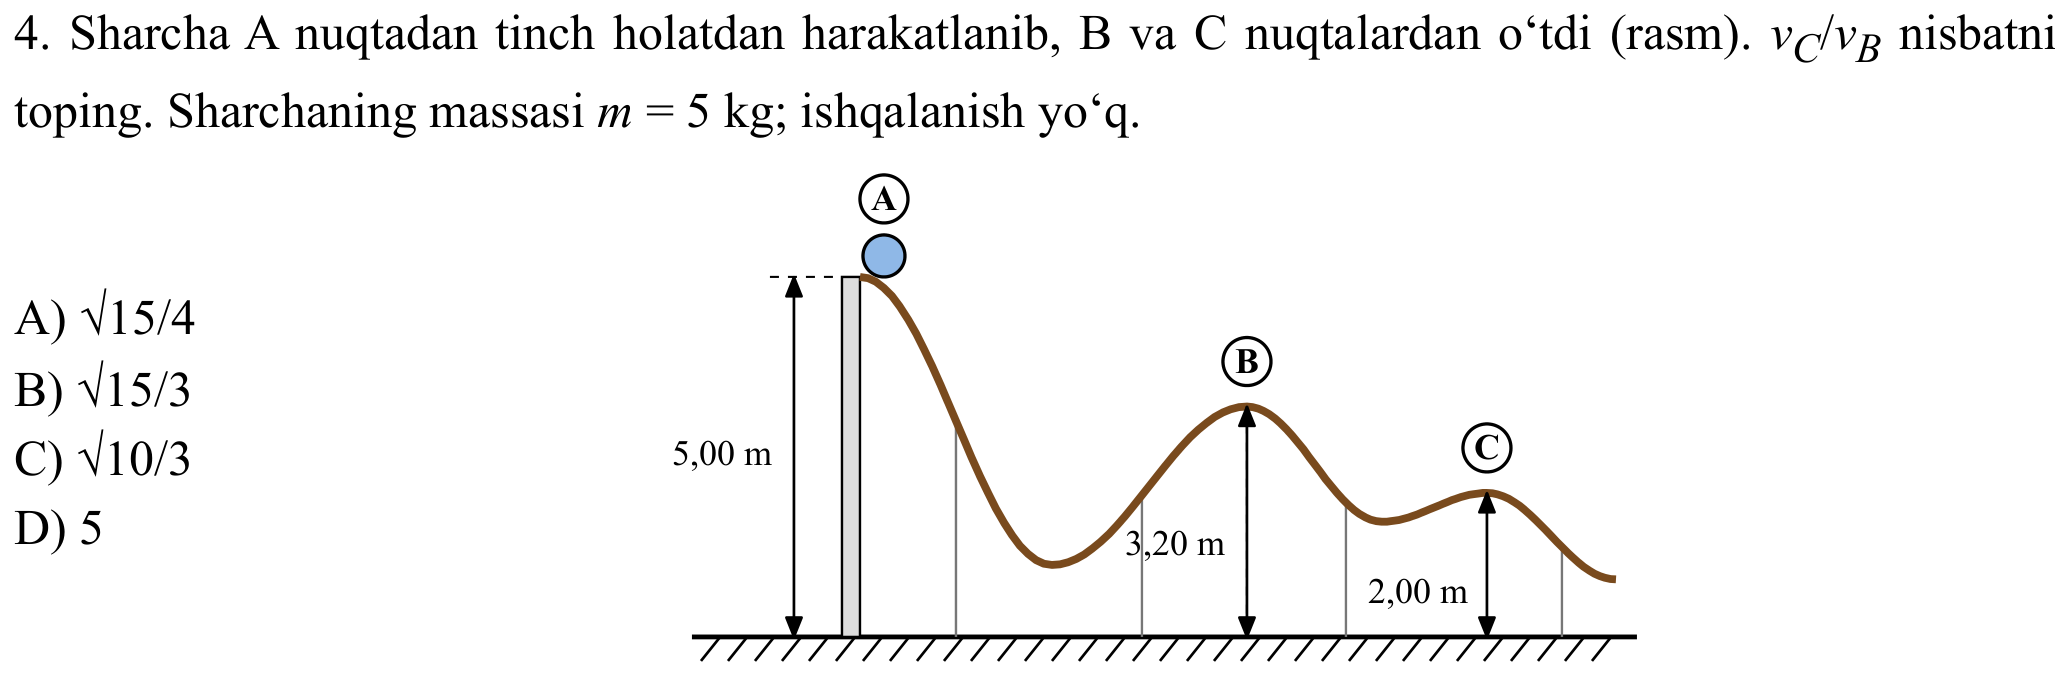 4. Sharcha A nuqtadan tinch holatdan harakatlanib, B va C nuqtalardan o‘tdi (rasm). vC/vB nisbatni
toping. Sharchaning massasi m = 5 kg; ishqalanish yo‘q.
A
A) √15/4
B) √15/3
C) √10/3
D) 5
B
C
5,00 m
3,20 m
2,00 m